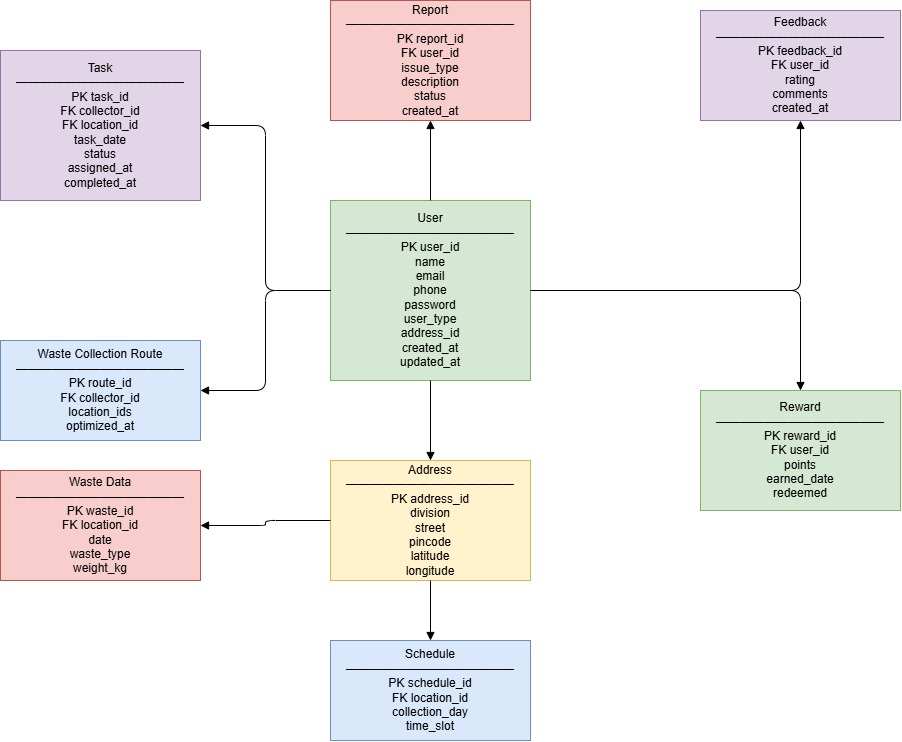 Report
PK report_id
FK user_id
issue_type
description
status
created_at
Feedback
PK feedback_id
FK user_id
rating
comments
created_at
Task
PK task_id
FK collector_id
FK location_id
task_date
status
assigned_at
completed_at
User
PK user_id
name
email
phone
password
user_type
address_id
created_at
updated_at
Waste Collection Route
PK route_id
FK collector_id
location_ids
optimized_at
Reward
PK reward_id
FK user_id
points
earned_date
redeemed
Waste Data
PK waste_id
FK location_id
date
waste_type
weight_kg
Address
PK address_id
division
street
pincode
latitude
longitude
Schedule
PK schedule_id
FK location_id
collection_day
time_slot